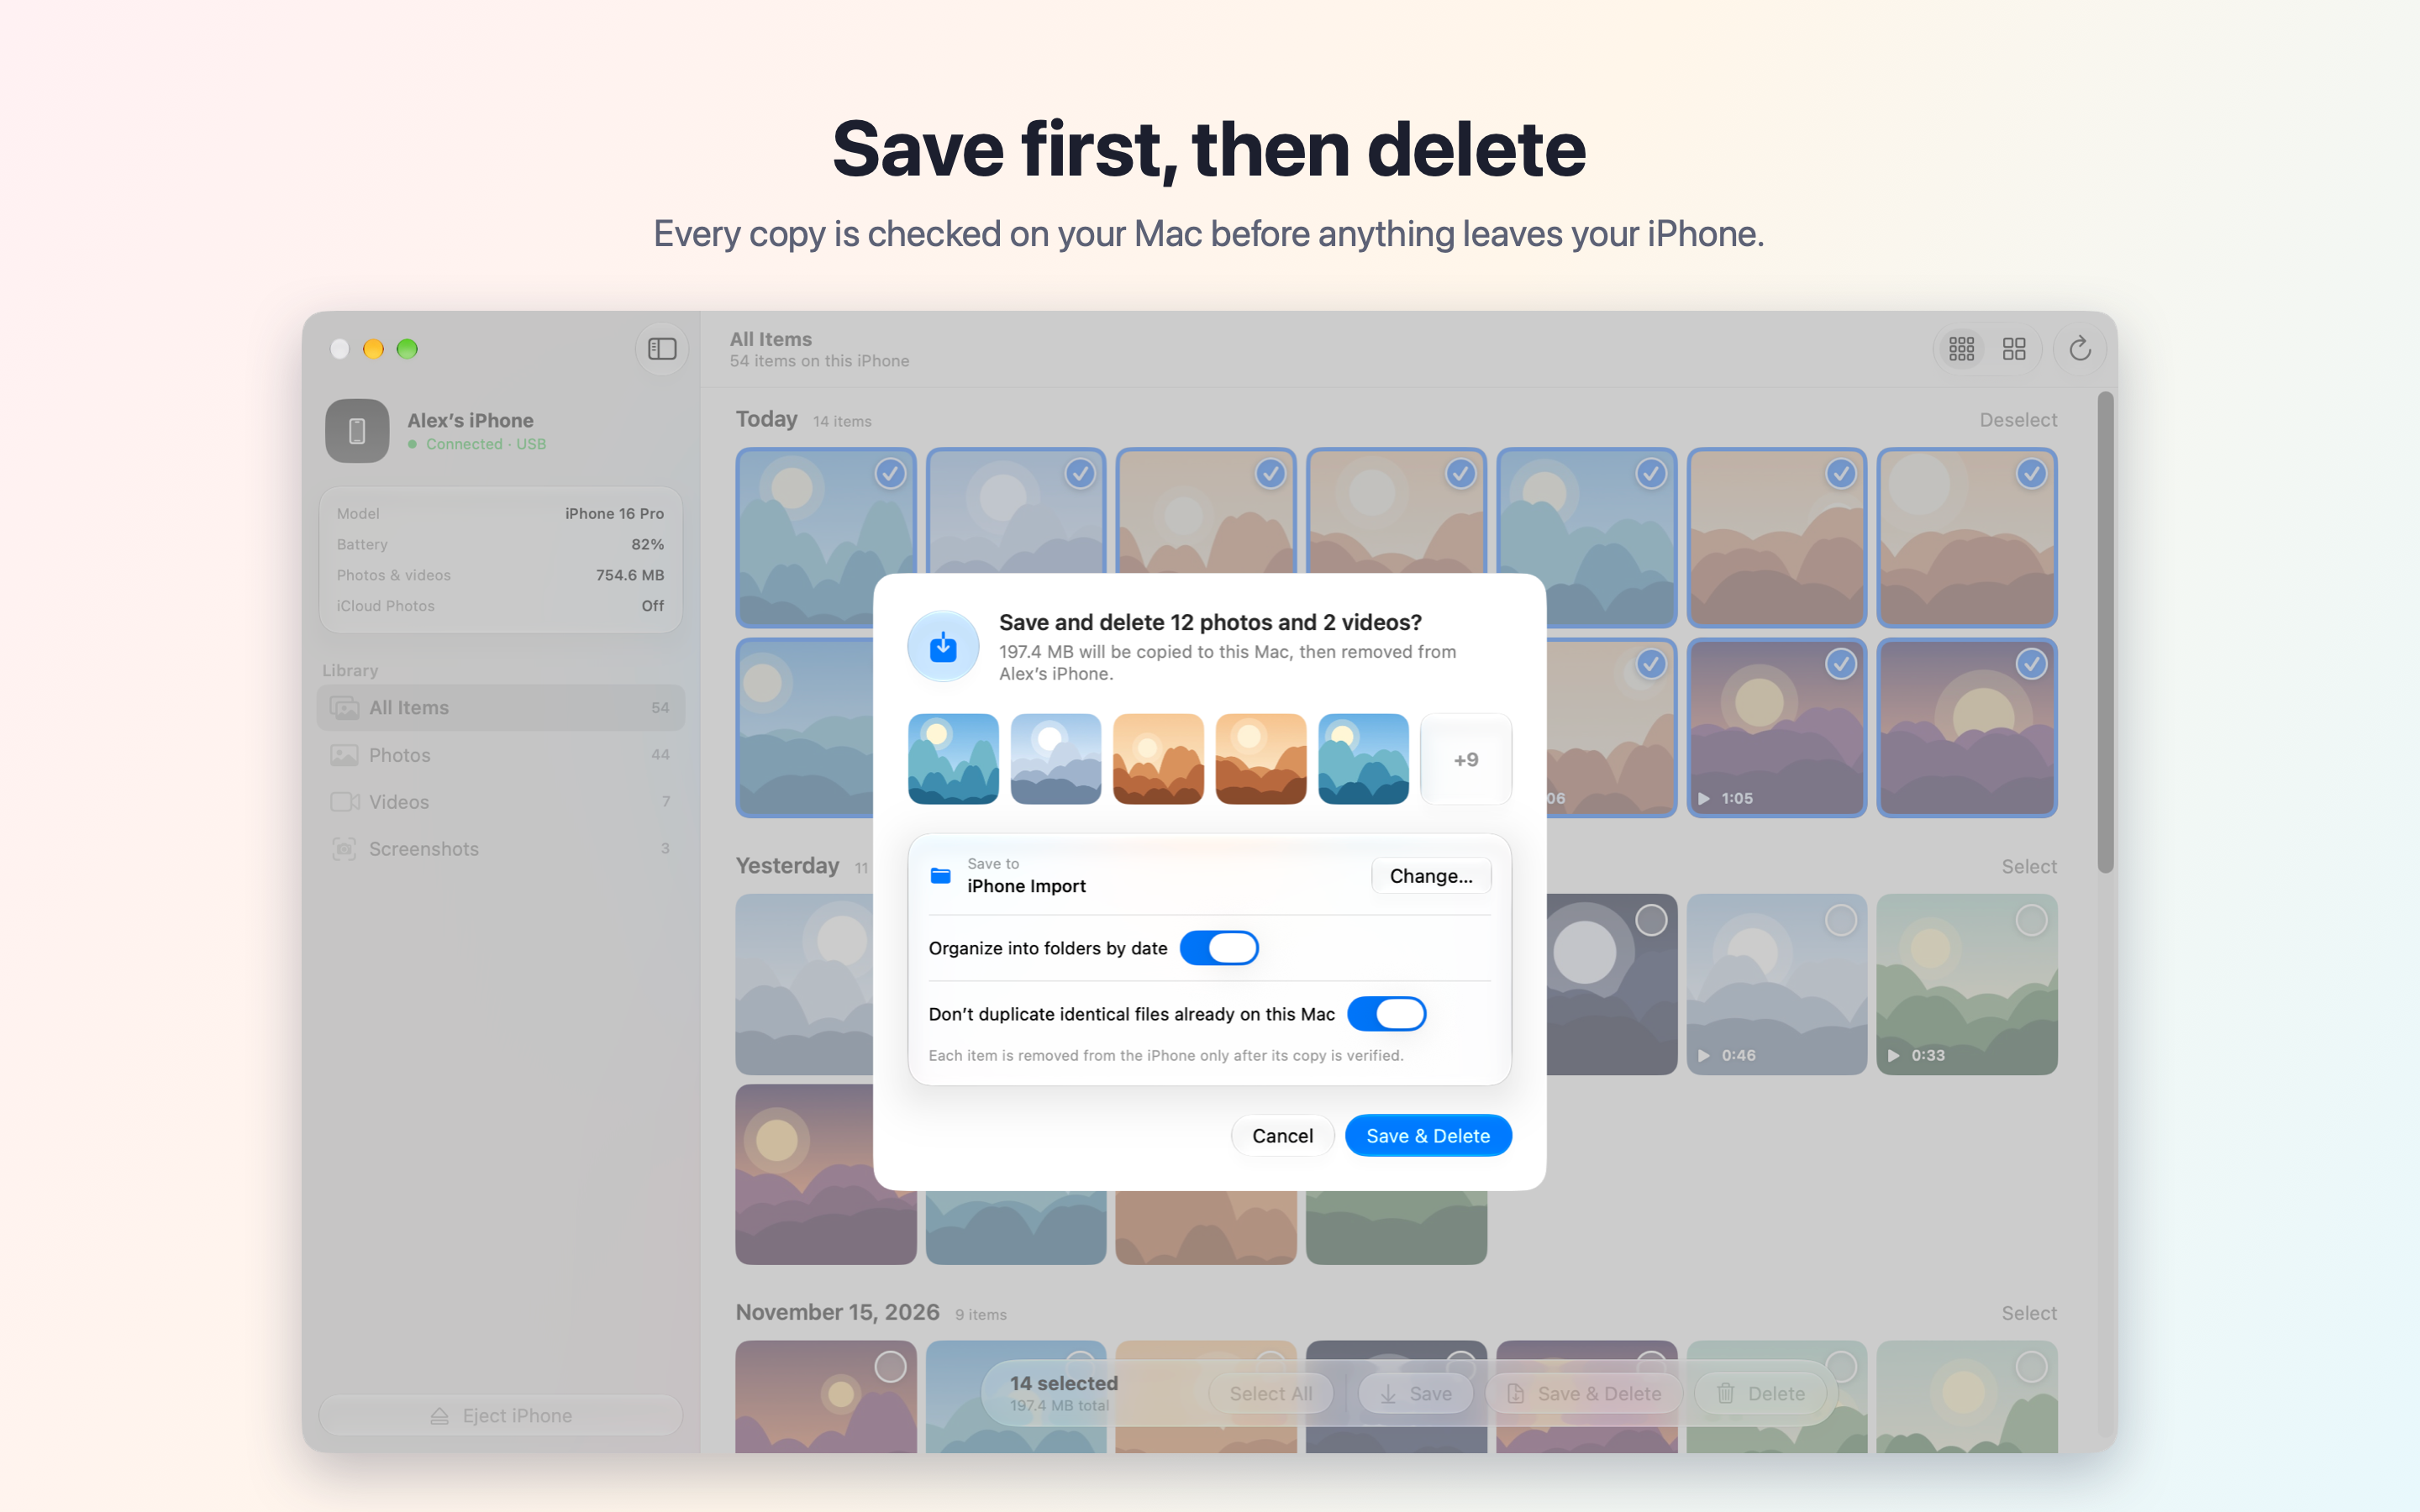 Save first, then delete
Every copy is checked on your Mac before anything leaves your iPhone.
All Items
54 items on this iPhone
Alex’s iPhone
Connected · USB
Model iPhone 16 Pro
Battery 82%
Photos & videos 754.6 MB
iCloud Photos Off
Library
All Items 54
Photos 44
Videos 7
Screenshots 3
Eject iPhone
Today 14 items Deselect
1:05
Save and delete 12 photos and 2 videos?
197.4 MB will be copied to this Mac, then removed from
Alex’s iPhone.
+9
Save to
iPhone Import
Change...
Organize into folders by date
Don’t duplicate identical files already on this Mac
Each item is removed from the iPhone only after its copy is verified.
Cancel
Save & Delete
Yesterday 11
Select
0:46
0:33
November 15, 2026 9 items
Select
14 selected
197.4 MB total
Select All
Save
Save & Delete
Delete